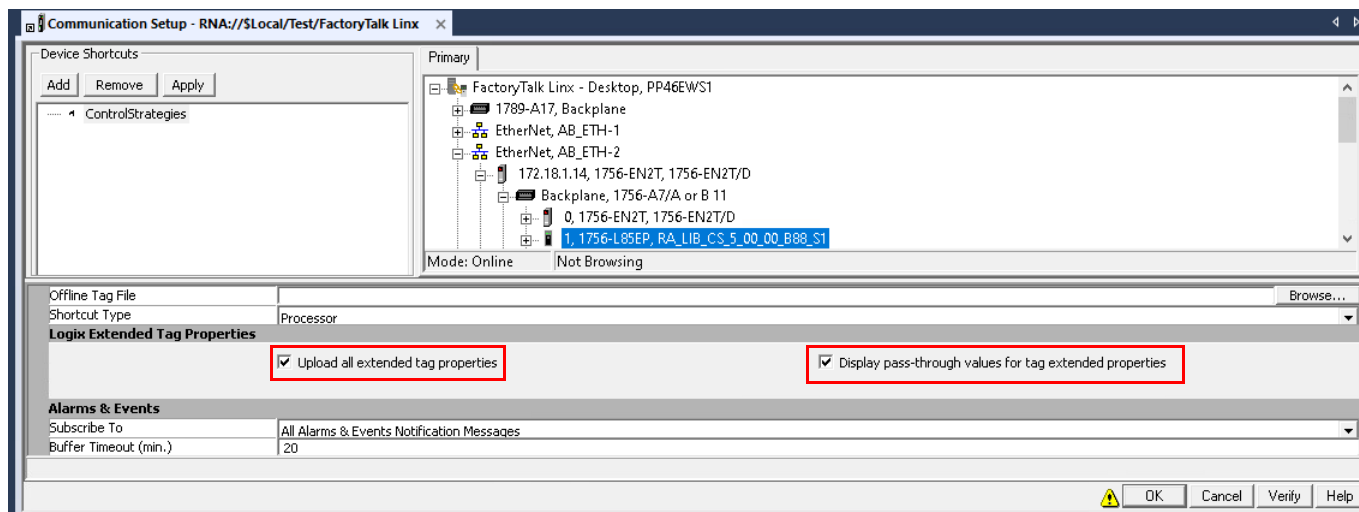 Communication Setup - RNA://$Local/Test/FactoryTalk Linx
Device Shortcuts
Add Remove Apply
ControlStrategies
Primary
FactoryTalk Linx - Desktop, PP46EWS1
1789-A17, Backplane
EtherNet, AB_ETH-1
EtherNet, AB_ETH-2
172.18.1.14, 1756-EN2T, 1756-EN2T/D
Backplane, 1756-A7/A or B 11
0, 1756-EN2T, 1756-EN2T/D
1, 1756-L85EP, RA_LIB_CS_5_00_00_B88_S1
Mode: Online Not Browsing
Offline Tag File Browse...
Shortcut Type Processor
Logix Extended Tag Properties
Upload all extended tag properties Display pass-through values for tag extended properties
Alarms & Events
Subscribe To All Alarms & Events Notification Messages
Buffer Timeout (min.) 20
OK Cancel Verify Help